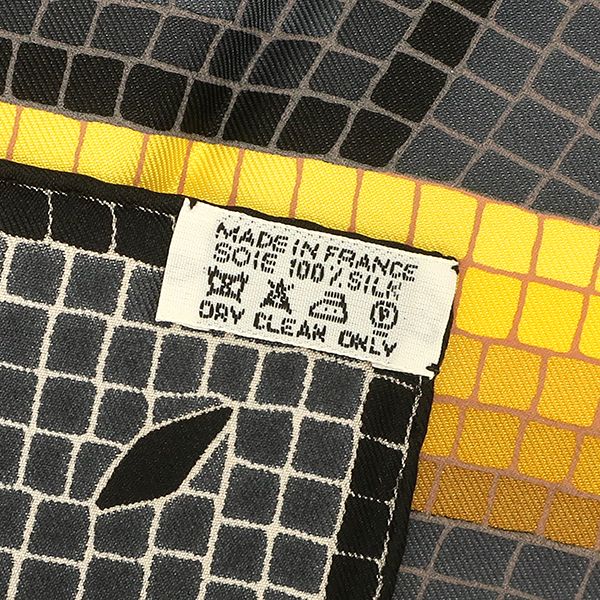 MADE IN FRANCE
SOIE 100% SILK
P
DRY CLEAN ONLY